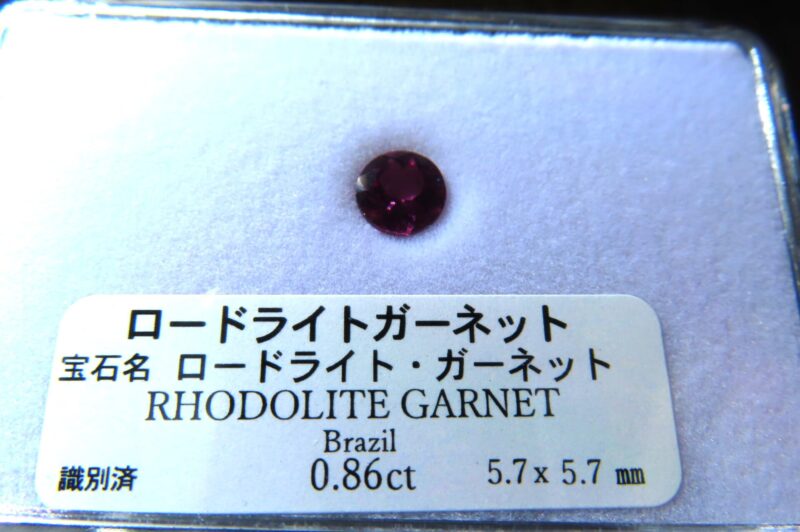 ロードライトガーネット
宝石名 ロードライト・ガーネット
RHODOLITE GARNET
Brazil
識別済 0.86ct 5.7x 5.7 ㎜